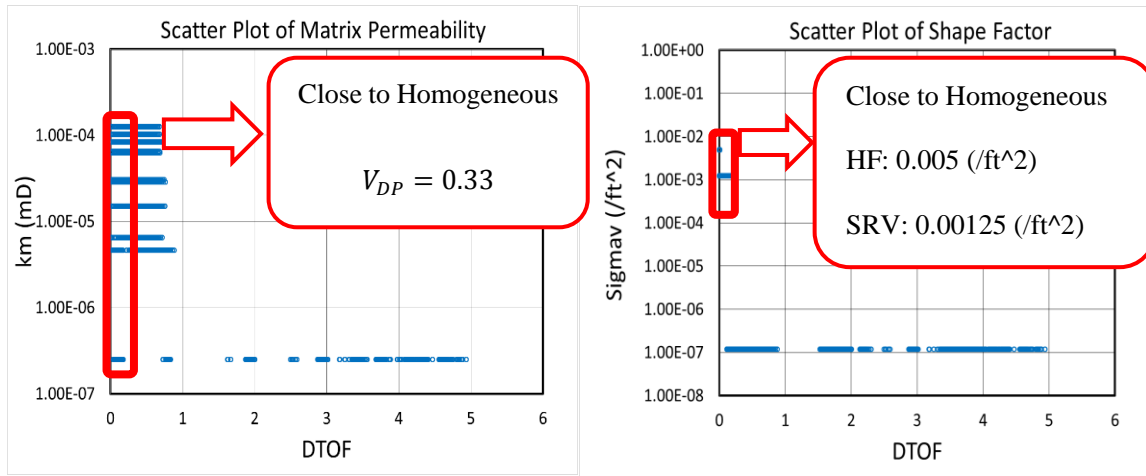 Scatter Plot of Matrix Permeability
1.00E-03
1.00E-04
1.00E-05
1.00E-06
1.00E-07
km (mD)
0 1 2 3 4 5 6
DTOF
Close to Homogeneous
V_{DP} = 0.33
Scatter Plot of Shape Factor
1.00E+00
1.00E-01
1.00E-02
1.00E-03
1.00E-04
1.00E-05
1.00E-06
1.00E-07
1.00E-08
Sigmav (/ft^2)
0 1 2 3 4 5 6
DTOF
Close to Homogeneous
HF: 0.005 (/ft^2)
SRV: 0.00125 (/ft^2)